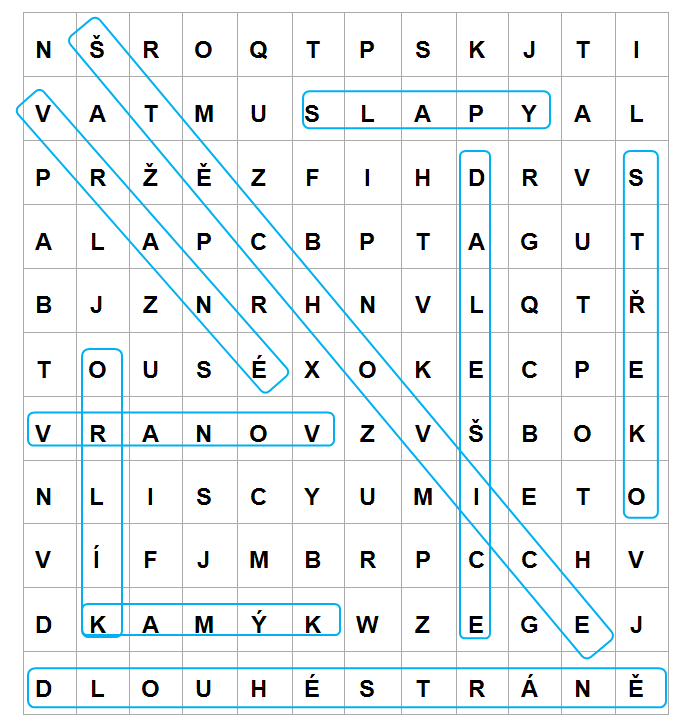 N Š R O Q T P S K J T I
V A T M U S L A P Y A L
P R Ž Ě Z F I H D R V S
A L A P C B P T A G U T
B J Z N R H N V L Q T Ř
T O U S É X O K E C P E
V R A N O V Z V Š B O K
N L I S C Y U M I E T O
V Í F J M B R P C C H V
D K A M Ý K W Z E G E J
D L O U H É S T R Á N Ě